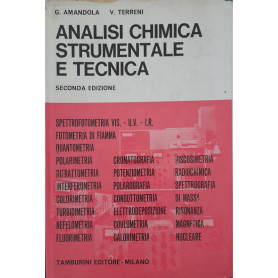 G. AMANDOLA V. TERRENI
ANALISI CHIMICA
STRUMENTALE
E TECNICA
SECONDA EDIZIONE
SPETTROFOTOMETRIA VIS. - U.V. - I.R.
FOTOMETRIA DI FIAMMA
QUANTOMETRIA
POLARIMETRIA CROMATOGRAFIA VISCOSIMETRIA
RIFRATTOMETRIA POTENZIOMETRIA RADIOCHIMICA
INTERFEROMETRIA POLAROGRAFIA SPETTROGRAFIA
COLORIMETRIA CONDUTTOMETRIA DI MASSA
TURBIDIMETRIA ELETTRODEPOSIZIONE RISONANZA
NEFELOMETRIA COULOMETRIA MAGNETICA
FLUORIMETRIA CALORIMETRIA NUCLEARE
TAMBURINI EDITORE - MILANO